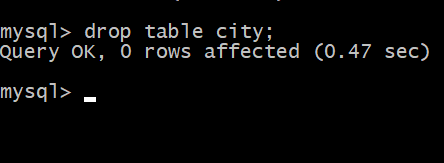 mysql> drop table city;
Query OK, 0 rows affected (0.47 sec)
mysql>